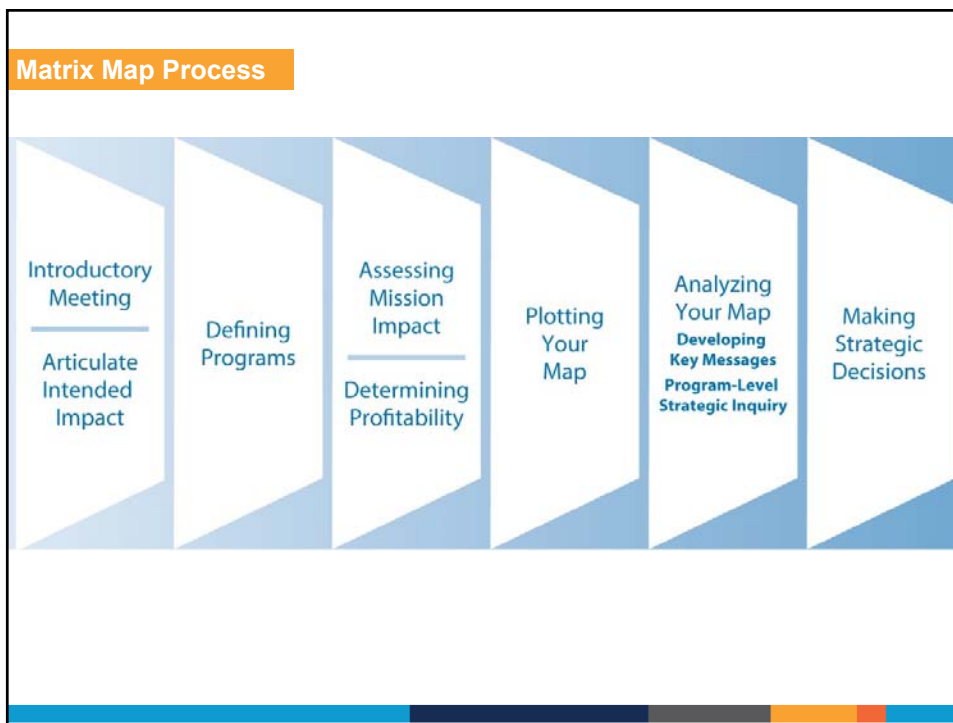 Matrix Map Process
Introductory
Meeting
Articulate
Intended
Impact
Defining
Programs
Assessing
Mission
Impact
Determining
Profitability
Plotting
Your
Map
Analyzing
Your Map
Developing
Key Messages
Program-Level
Strategic Inquiry
Making
Strategic
Decisions